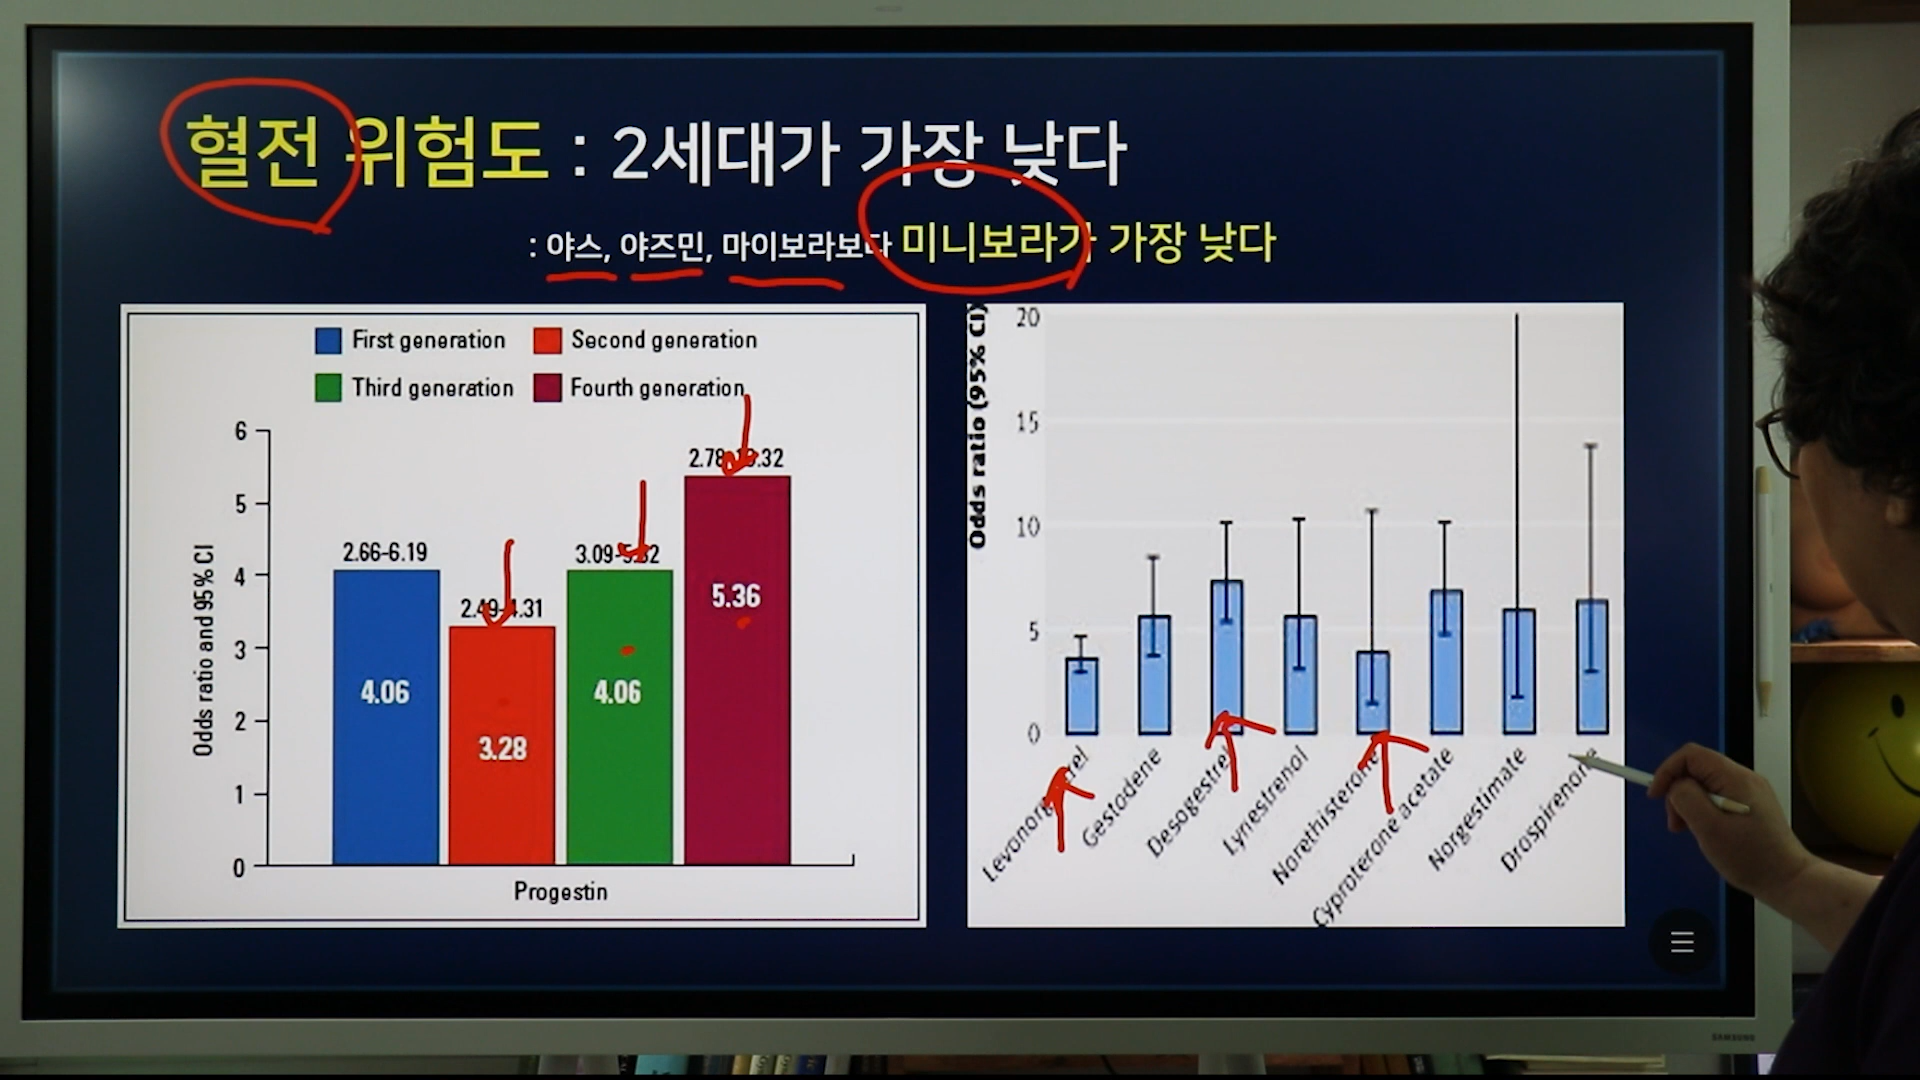 혈전 위험도 : 2세대가 가장 낮다
: 야스, 야즈민, 마이보라보다 미니보라가 가장 낮다
First generation
Second generation
Third generation
Fourth generation
Odds ratio and 95% CI
6
5
4
3
2
1
0
2.66-6.19
4.06
3.28
4.06
5.36
Progestin
Odds ratio (95% CI)
20
15
10
5
0
Gestodene
Desogestrel
Lynestrenol
Norethisterone
Cyproterone acetate
Norgestimate
Drospirenone
SAMSUNG